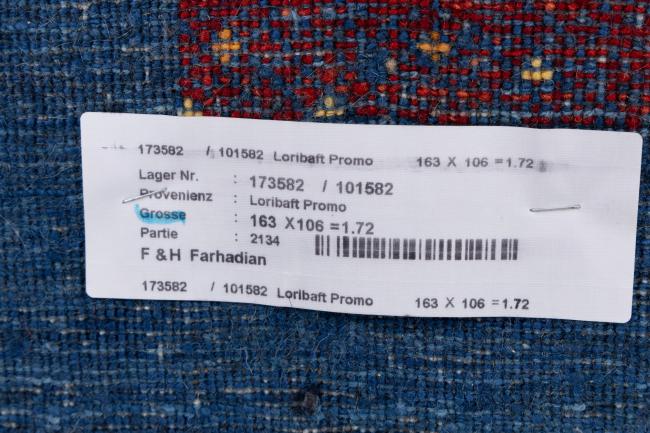 173582 / 101582 Loribaft Promo 163 X 106 =1.72
Lager Nr. : 173582 / 101582
Provenienz : Loribaft Promo
Grosse : 163 X106 =1.72
Partie : 2134
F & H Farhadian
173582 / 101582 Loribaft Promo 163 X 106 =1.72